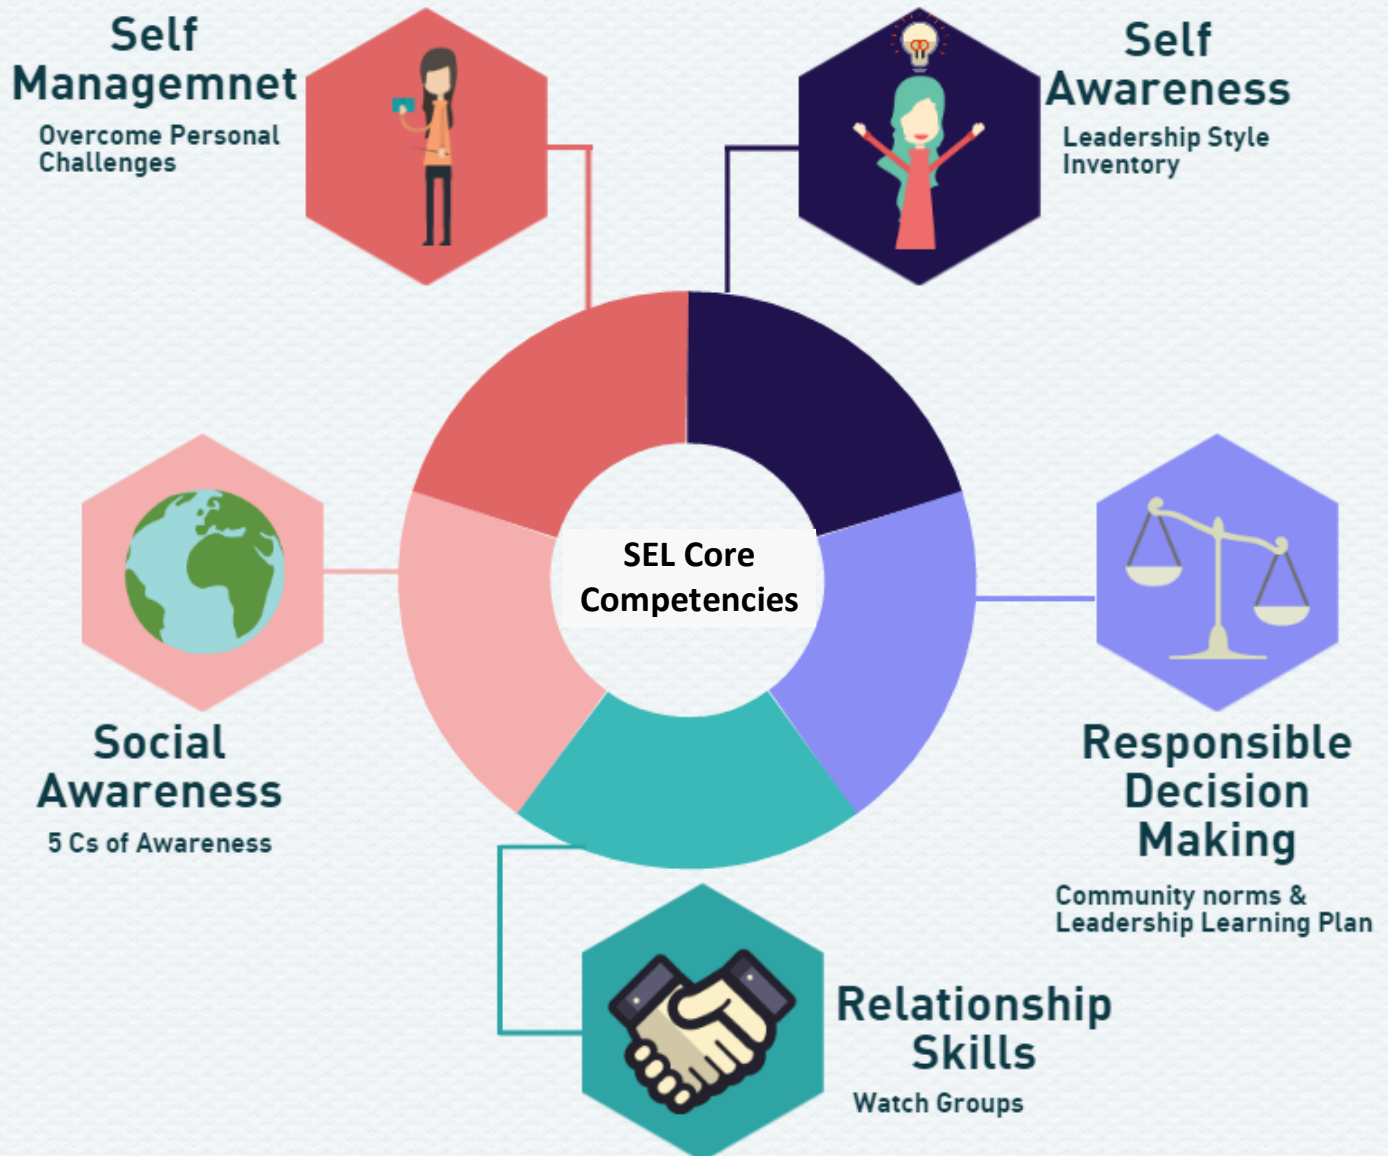 Self
Managemnet
Overcome Personal
Challenges
Self
Awareness
Leadership Style
Inventory
SEL Core
Competencies
Social
Awareness
5 Cs of Awareness
Responsible
Decision
Making
Community norms &
Leadership Learning Plan
Relationship
Skills
Watch Groups